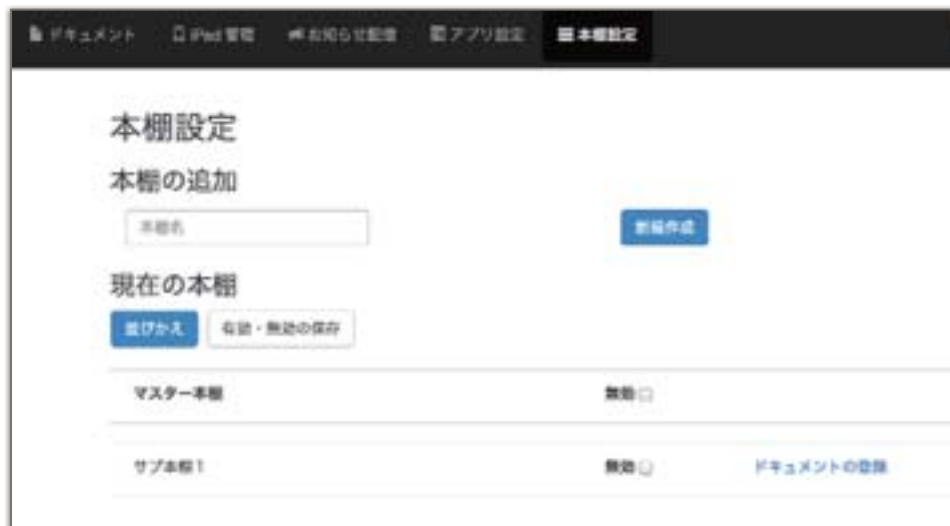 ドキュメント iPad 管理 お知らせ配信 アプリ設定 本棚設定
本棚設定
本棚の追加
本棚名 新規作成
現在の本棚
並びかえ 有効・無効の保存
マスター本棚 無効
サブ本棚1 無効 ドキュメントの登録